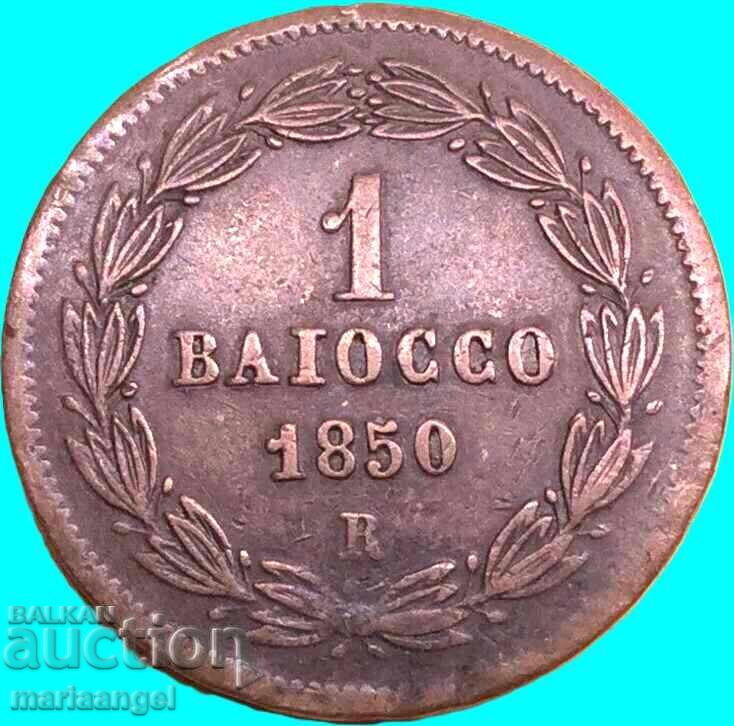 1
BAIOCCO
1850
R
BALKAN
auction
mariaangel